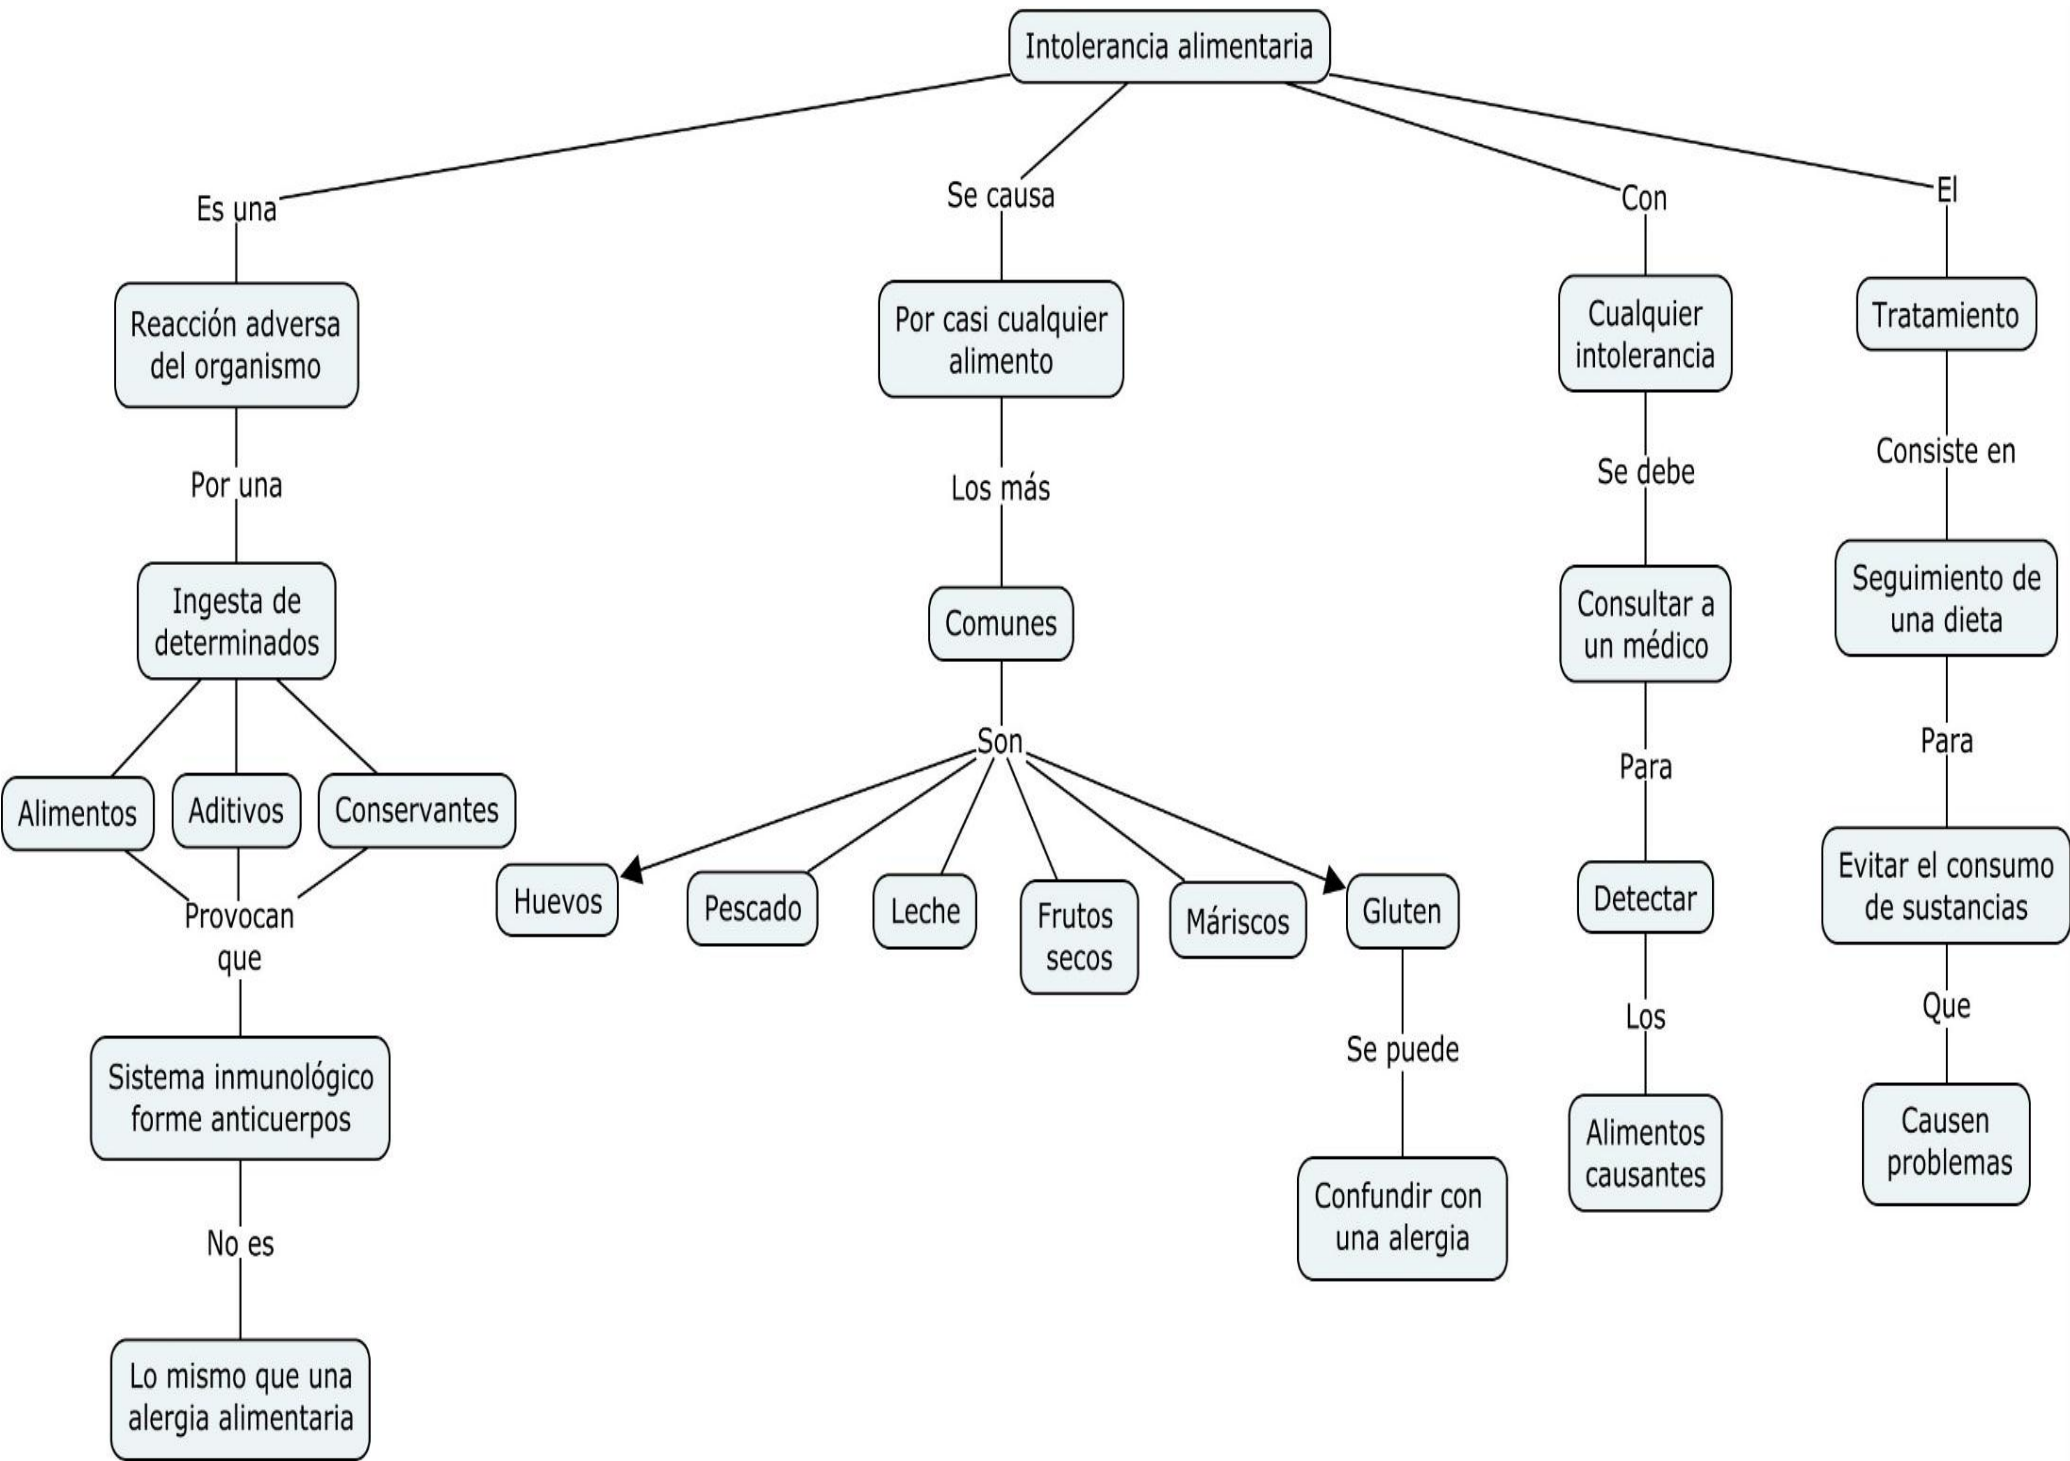 Intolerancia alimentaria
Es una
Reacción adversa
del organismo
Por una
Ingesta de
determinados
Alimentos
Aditivos
Conservantes
Provocan
que
Sistema inmunológico
forme anticuerpos
No es
Lo mismo que una
alergia alimentaria
Se causa
Por casi cualquier
alimento
Los más
Comunes
Son
Huevos
Pescado
Leche
Frutos
secos
Máriscos
Gluten
Se puede
Confundir con
una alergia
Con
Cualquier
intolerancia
Se debe
Consultar a
un médico
Para
Detectar
Los
Alimentos
causantes
El
Tratamiento
Consiste en
Seguimiento de
una dieta
Para
Evitar el consumo
de sustancias
Que
Causen
problemas